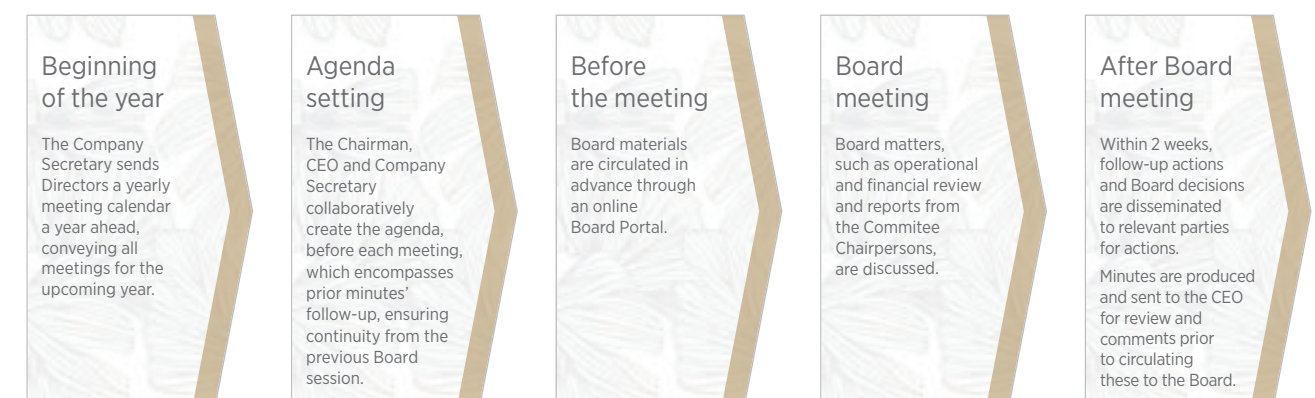 Beginning
of the year
The Company
Secretary sends
Directors a yearly
meeting calendar
a year ahead,
conveying all
meetings for the
upcoming year.
Agenda
setting
The Chairman,
CEO and Company
Secretary
collaboratively
create the agenda,
before each meeting,
which encompasses
prior minutes’
follow-up, ensuring
continuity from the
previous Board
session.
Before
the meeting
Board materials
are circulated in
advance through
an online
Board Portal.
Board
meeting
Board matters,
such as operational
and financial review
and reports from
the Commitee
Chairpersons,
are discussed.
After Board
meeting
Within 2 weeks,
follow-up actions
and Board decisions
are disseminated
to relevant parties
for actions.
Minutes are produced
and sent to the CEO
for review and
comments prior
to circulating
these to the Board.